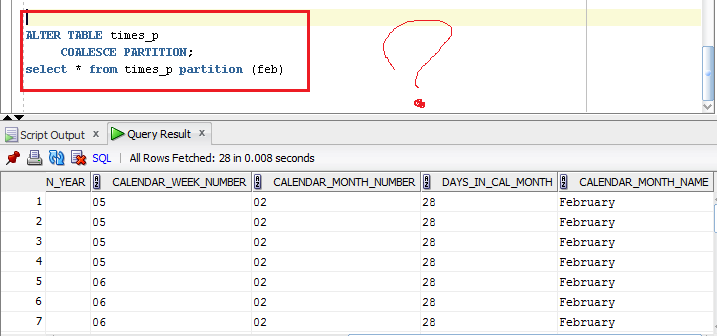 ALTER TABLE times_p
COALESCE PARTITION;
select * from times_p partition (feb)
?
Script Output x Query Result x
SQL | All Rows Fetched: 28 in 0.008 seconds
N_YEAR CALENDAR_WEEK_NUMBER CALENDAR_MONTH_NUMBER DAYS_IN_CAL_MONTH CALENDAR_MONTH_NAME
1 05 02 28 February
2 05 02 28 February
3 05 02 28 February
4 05 02 28 February
5 06 02 28 February
6 06 02 28 February
7 06 02 28 February